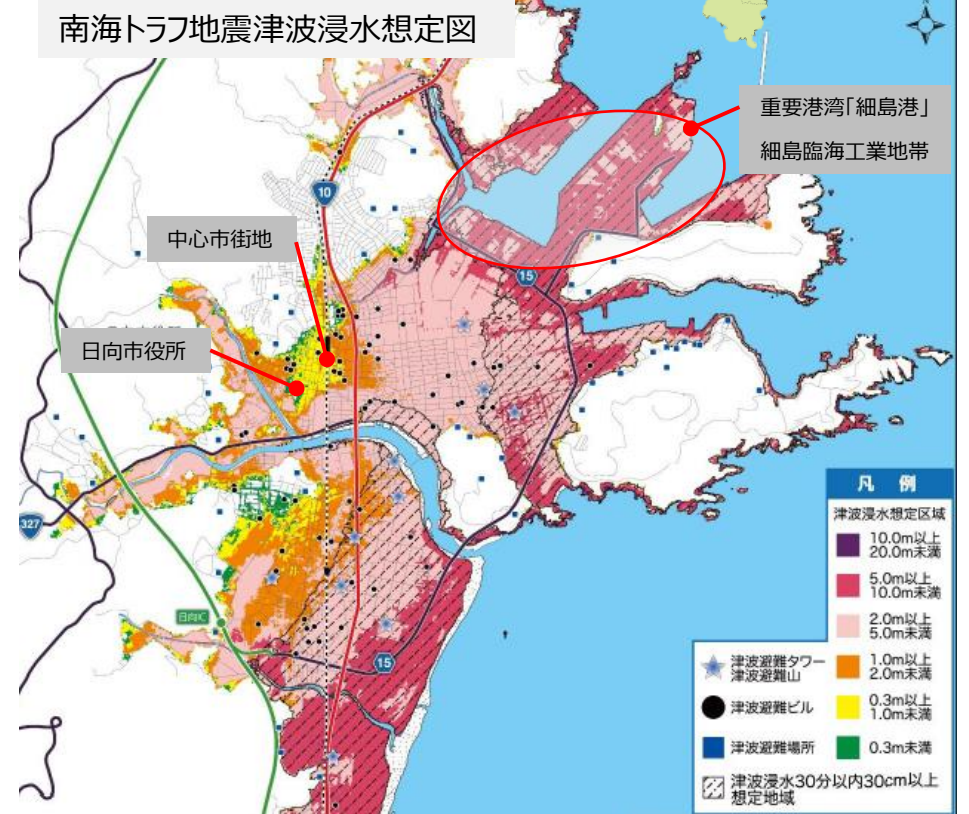 南海トラフ地震津波浸水想定図
重要港湾「細島港」
細島臨海工業地帯
10
中心市街地
15
日向市役所
327
日向IC
15
凡 例
津波浸水想定区域
10.0m以上
20.0m未満
5.0m以上
10.0m未満
2.0m以上
5.0m未満
1.0m以上
2.0m未満
0.3m以上
1.0m未満
0.3m未満
津波避難タワー
津波避難山
津波避難ビル
津波避難場所
津波浸水30分以内30cm以上
想定地域